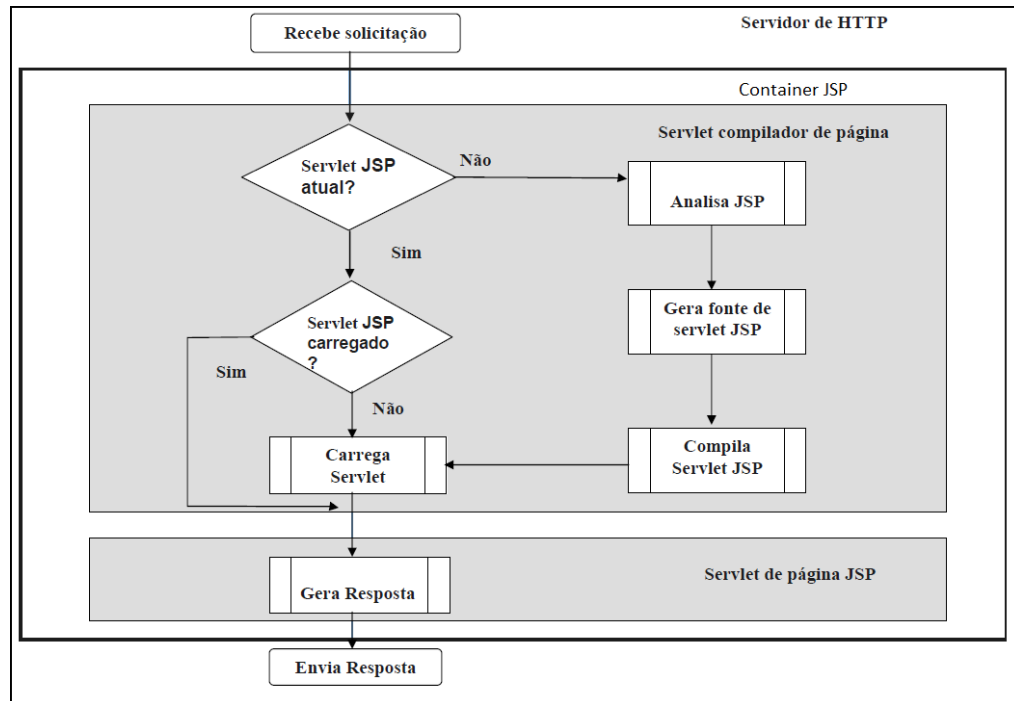 Recebe solicitação
Servidor de HTTP
Container JSP
Servlet compilador de página
Servlet JSP
atual?
Não
Analisa JSP
Sim
Gera fonte de
servlet JSP
Servlet JSP
carregado
?
Sim
Não
Carrega
Servlet
Compila
Servlet JSP
Servlet de página JSP
Gera Resposta
Envia Resposta